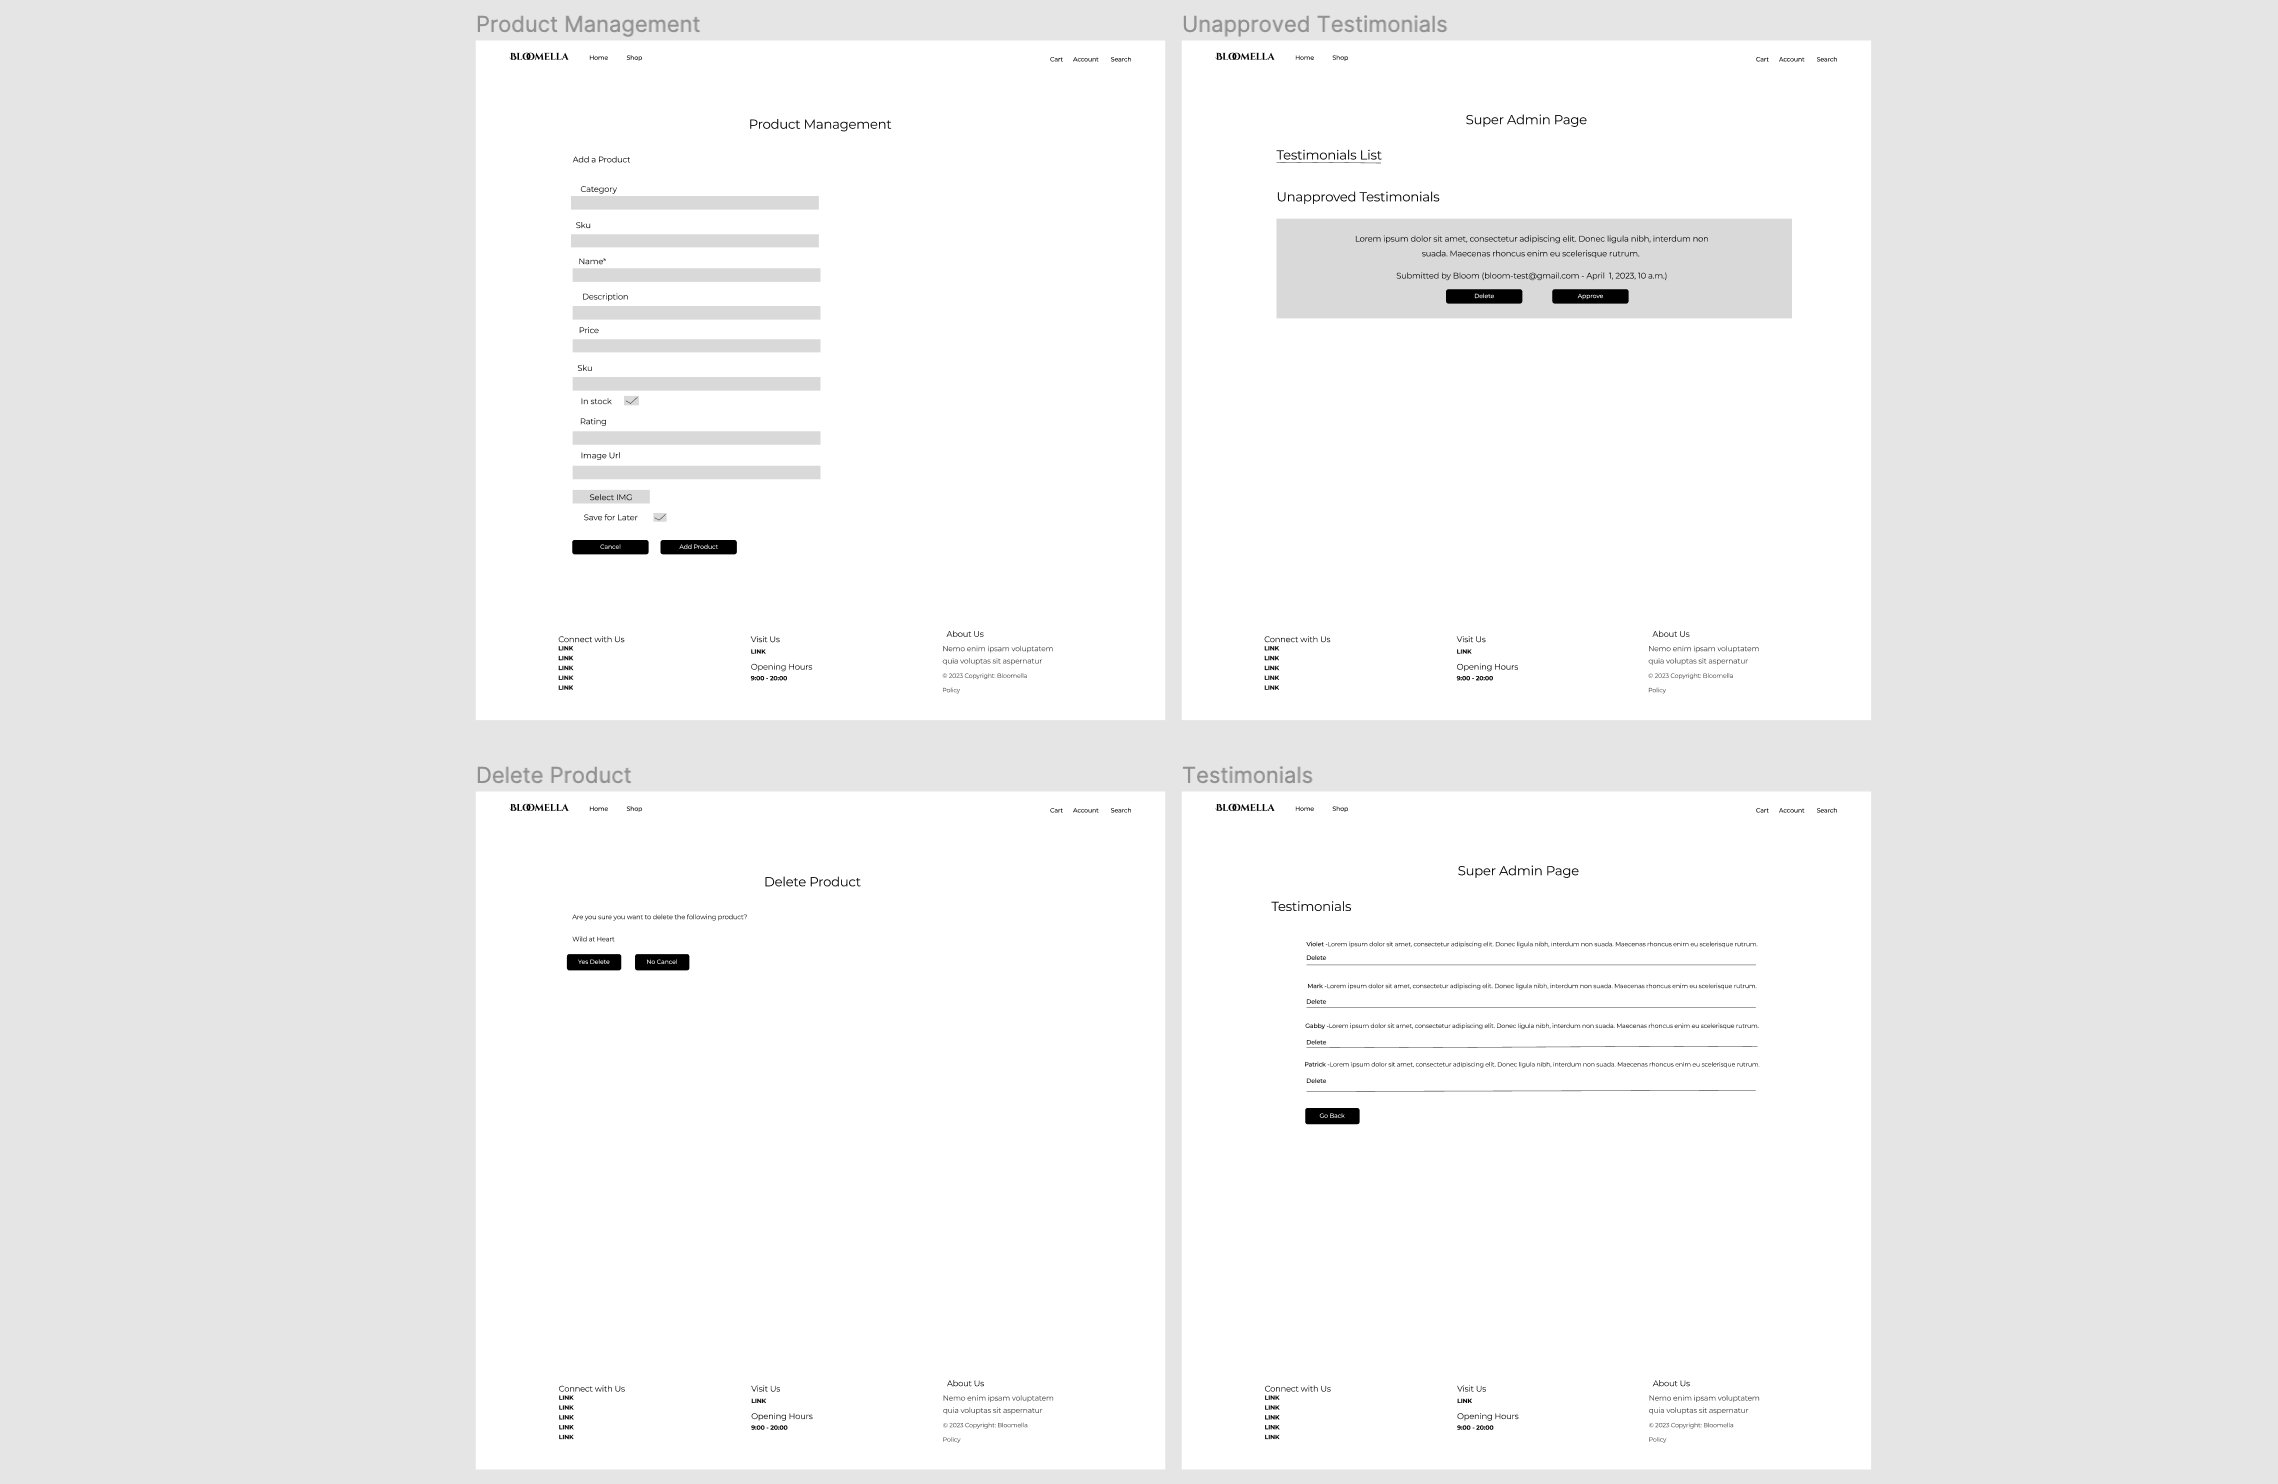 Product Management
BLOOMELLA Home Shop Cart Account Search
Product Management
Add a Product
Category
Sku
Name*
Description
Price
Sku
In stock
Rating
Image Url
Select IMG
Save for Later
Cancel Add Product
Connect with Us
LINK
LINK
LINK
LINK
LINK
Visit Us
LINK
Opening Hours
9:00 - 20:00
About Us
Nemo enim ipsam voluptatem
quia voluptas sit aspernatur
© 2023 Copyright: Bloomella
Policy
Unapproved Testimonials
BLOOMELLA Home Shop Cart Account Search
Super Admin Page
Testimonials List
Unapproved Testimonials
Lorem ipsum dolor sit amet, consectetur adipiscing elit. Donec ligula nibh, interdum non
suada. Maecenas rhoncus enim eu scelerisque rutrum.
Submitted by Bloom (bloom-test@gmail.com - April 1, 2023, 10 a.m.)
Delete Approve
Connect with Us
LINK
LINK
LINK
LINK
LINK
Visit Us
LINK
Opening Hours
9:00 - 20:00
About Us
Nemo enim ipsam voluptatem
quia voluptas sit aspernatur
© 2023 Copyright: Bloomella
Policy
Delete Product
BLOOMELLA Home Shop Cart Account Search
Delete Product
Are you sure you want to delete the following product?
Wild at Heart
Yes Delete No Cancel
Connect with Us
LINK
LINK
LINK
LINK
LINK
Visit Us
LINK
Opening Hours
9:00 - 20:00
About Us
Nemo enim ipsam voluptatem
quia voluptas sit aspernatur
© 2023 Copyright: Bloomella
Policy
Testimonials
BLOOMELLA Home Shop Cart Account Search
Super Admin Page
Testimonials
Violet -Lorem ipsum dolor sit amet, consectetur adipiscing elit. Donec ligula nibh, interdum non suada. Maecenas rhoncus enim eu scelerisque rutrum.
Delete
Mark -Lorem ipsum dolor sit amet, consectetur adipiscing elit. Donec ligula nibh, interdum non suada. Maecenas rhoncus enim eu scelerisque rutrum.
Delete
Gabby -Lorem ipsum dolor sit amet, consectetur adipiscing elit. Donec ligula nibh, interdum non suada. Maecenas rhoncus enim eu scelerisque rutrum.
Delete
Patrick -Lorem ipsum dolor sit amet, consectetur adipiscing elit. Donec ligula nibh, interdum non suada. Maecenas rhoncus enim eu scelerisque rutrum.
Delete
Go Back
Connect with Us
LINK
LINK
LINK
LINK
LINK
Visit Us
LINK
Opening Hours
9:00 - 20:00
About Us
Nemo enim ipsam voluptatem
quia voluptas sit aspernatur
© 2023 Copyright: Bloomella
Policy